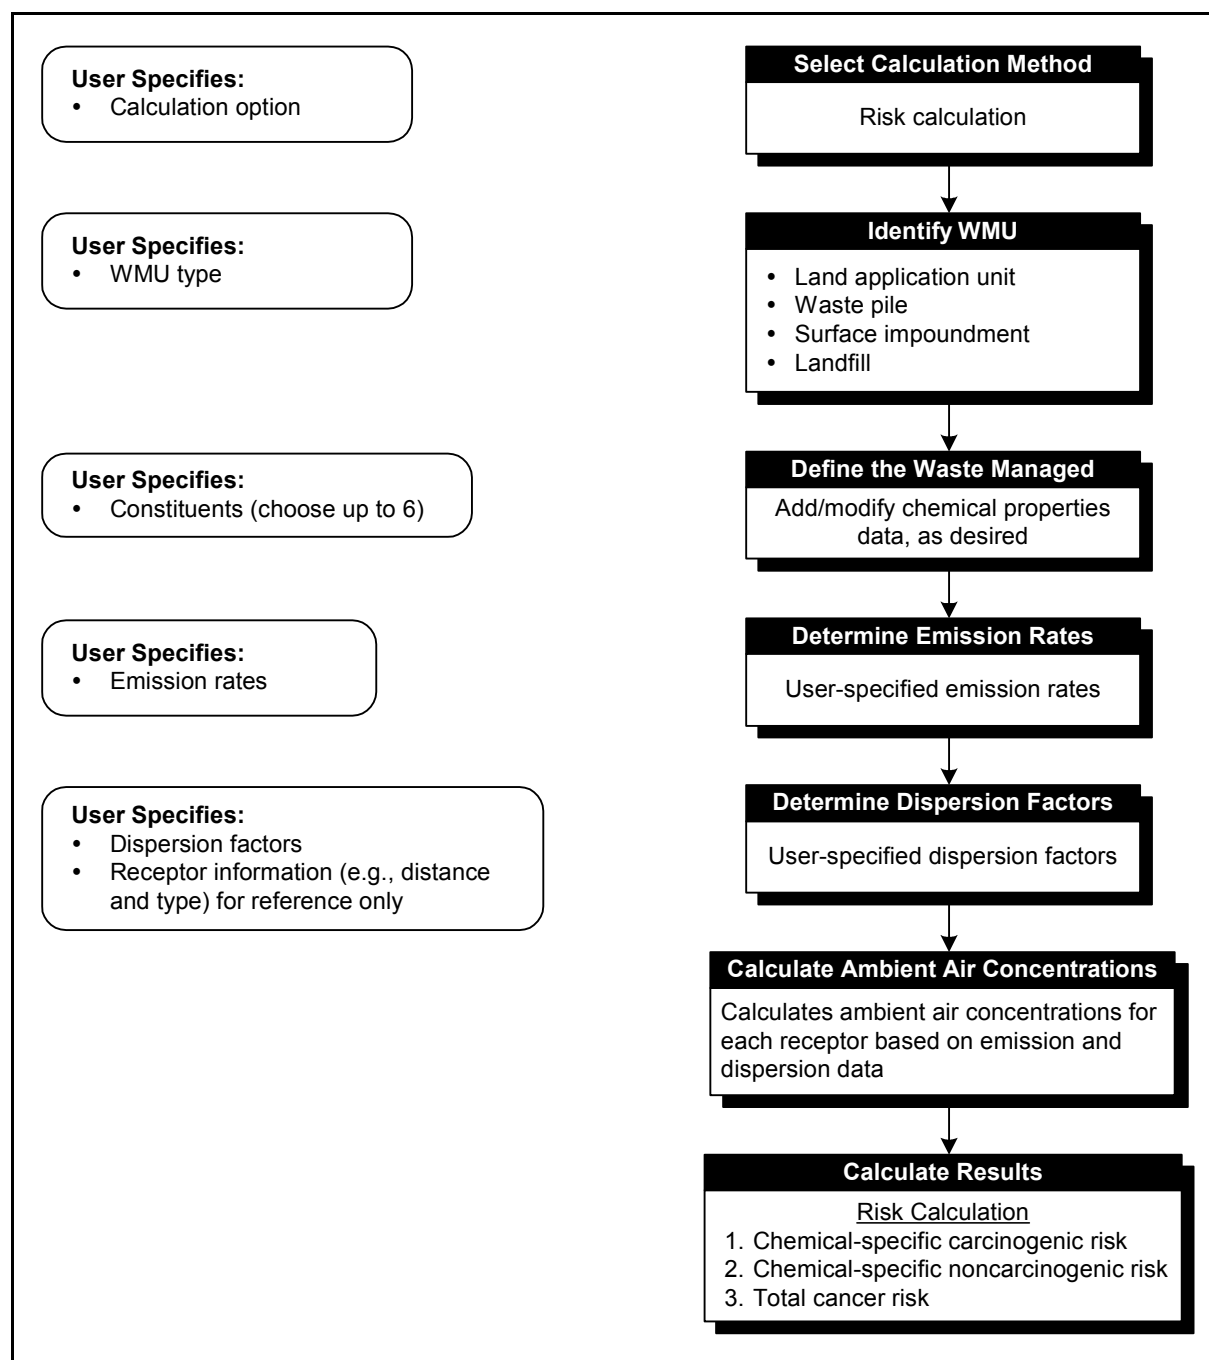 User Specifies:
• Calculation option
Select Calculation Method
Risk calculation
User Specifies:
• WMU type
Identify WMU
• Land application unit
• Waste pile
• Surface impoundment
• Landfill
User Specifies:
• Constituents (choose up to 6)
Define the Waste Managed
Add/modify chemical properties
data, as desired
User Specifies:
• Emission rates
Determine Emission Rates
User-specified emission rates
User Specifies:
• Dispersion factors
• Receptor information (e.g., distance
and type) for reference only
Determine Dispersion Factors
User-specified dispersion factors
Calculate Ambient Air Concentrations
Calculates ambient air concentrations for
each receptor based on emission and
dispersion data
Calculate Results
Risk Calculation
1. Chemical-specific carcinogenic risk
2. Chemical-specific noncarcinogenic risk
3. Total cancer risk